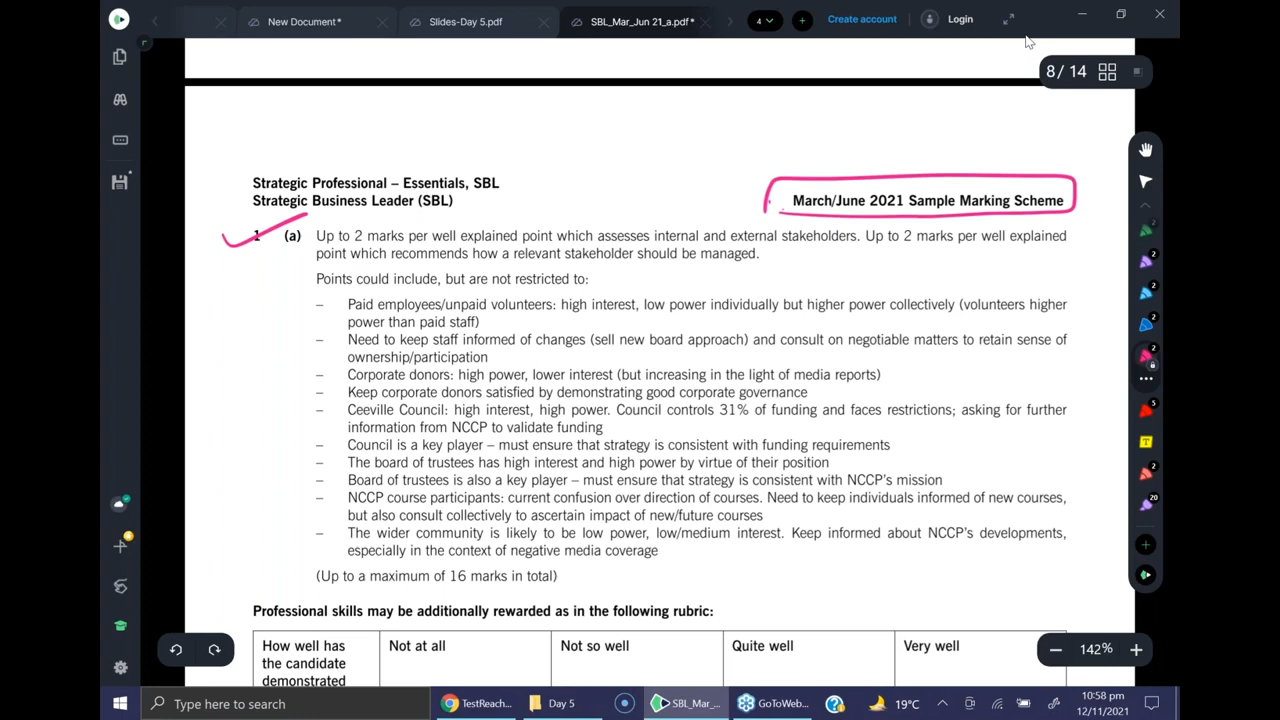 New Document*
Slides-Day 5.pdf
SBL_Mar_Jun 21_a.pdf*
4
Create account
Login
8/ 14
Strategic Professional – Essentials, SBL
Strategic Business Leader (SBL)
March/June 2021 Sample Marking Scheme
1 (a) Up to 2 marks per well explained point which assesses internal and external stakeholders. Up to 2 marks per well explained
point which recommends how a relevant stakeholder should be managed.
Points could include, but are not restricted to:
– Paid employees/unpaid volunteers: high interest, low power individually but higher power collectively (volunteers higher
power than paid staff)
– Need to keep staff informed of changes (sell new board approach) and consult on negotiable matters to retain sense of
ownership/participation
– Corporate donors: high power, lower interest (but increasing in the light of media reports)
– Keep corporate donors satisfied by demonstrating good corporate governance
– Ceeville Council: high interest, high power. Council controls 31% of funding and faces restrictions; asking for further
information from NCCP to validate funding
– Council is a key player – must ensure that strategy is consistent with funding requirements
– The board of trustees has high interest and high power by virtue of their position
– Board of trustees is also a key player – must ensure that strategy is consistent with NCCP's mission
– NCCP course participants: current confusion over direction of courses. Need to keep individuals informed of new courses,
but also consult collectively to ascertain impact of new/future courses
– The wider community is likely to be low power, low/medium interest. Keep informed about NCCP's developments,
especially in the context of negative media coverage
(Up to a maximum of 16 marks in total)
Professional skills may be additionally rewarded as in the following rubric:
How well has
the candidate
demonstrated
Not at all
Not so well
Quite well
Very well
2
2
2
2
2
5
T
2
20
142%
Type here to search
TestReach...
Day 5
SBL_Mar_...
GoToWeb...
19°C
10:58 pm
12/11/2021